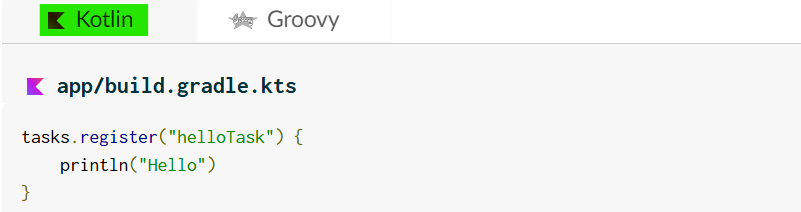 Kotlin
Groovy
app/build.gradle.kts
tasks.register("helloTask") {
    println("Hello")
}